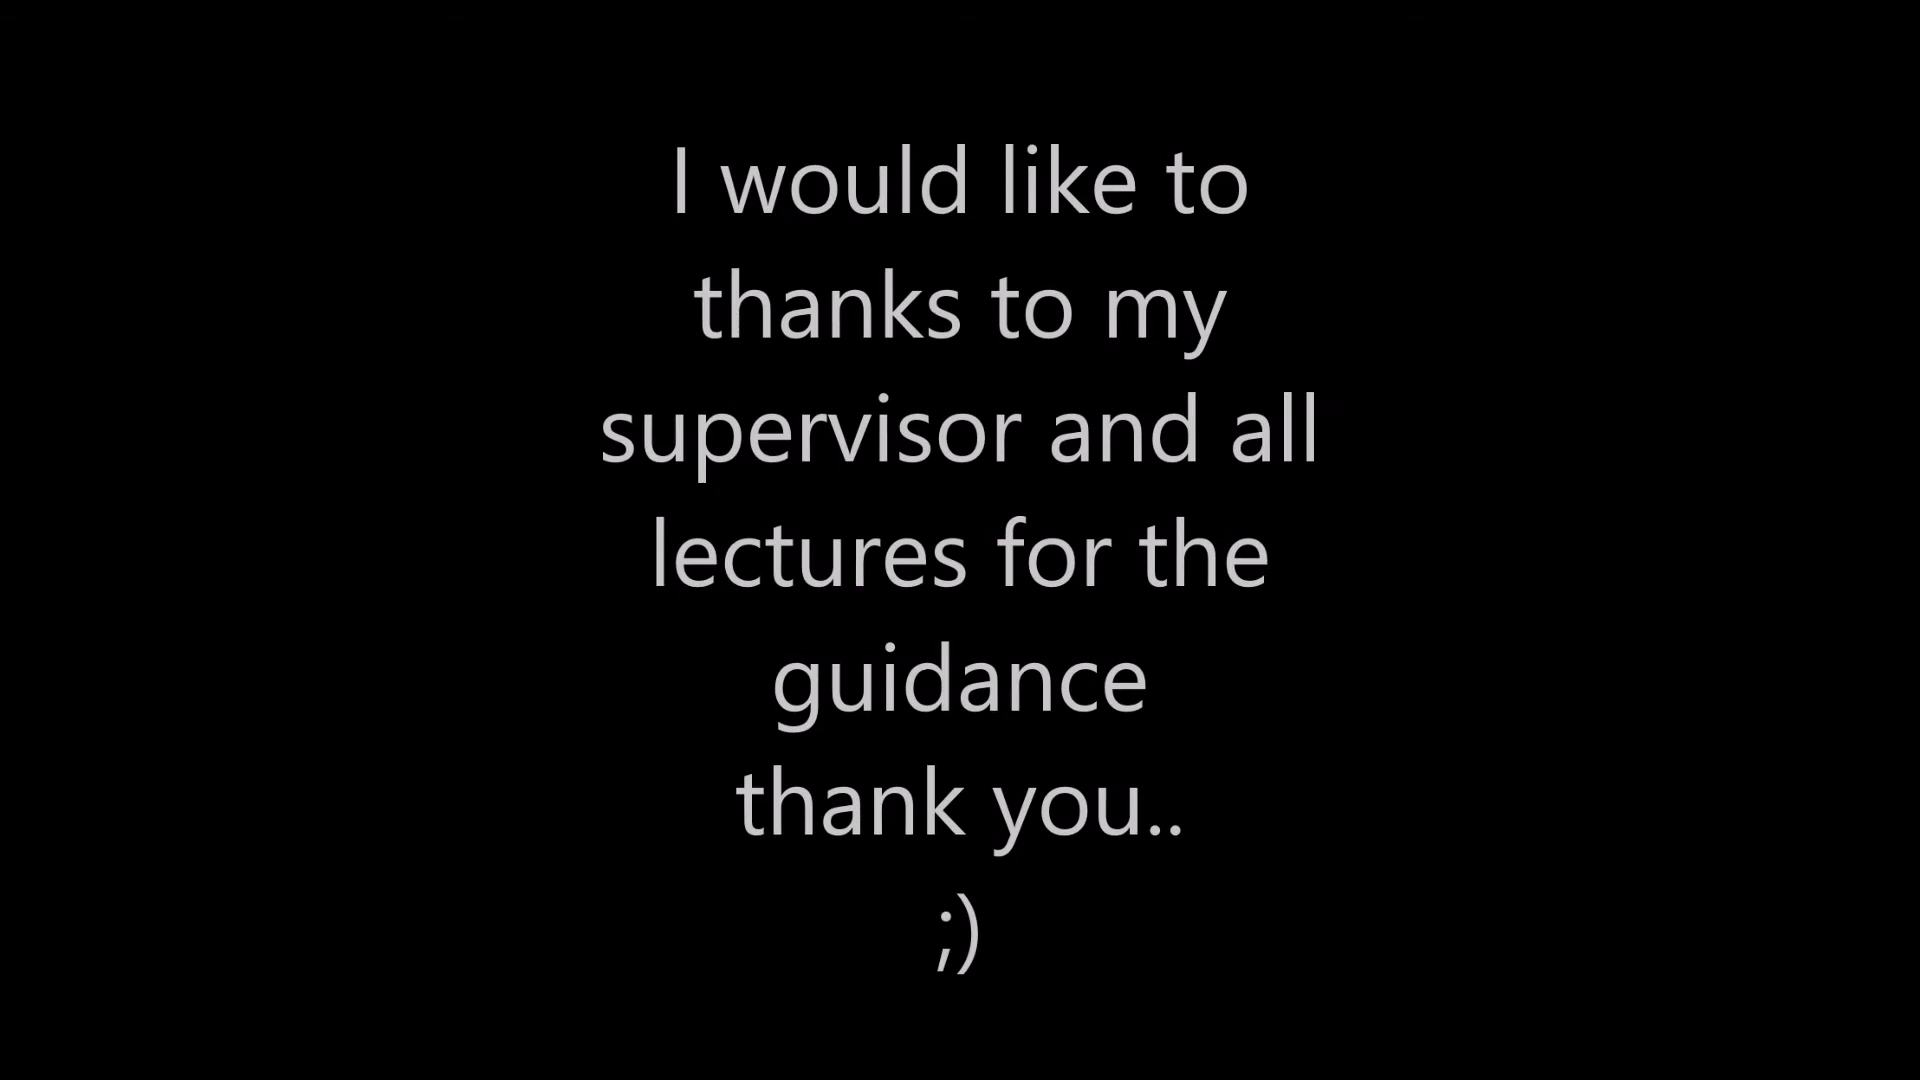 I would like to
thanks to my
supervisor and all
lectures for the
guidance
thank you..
;)